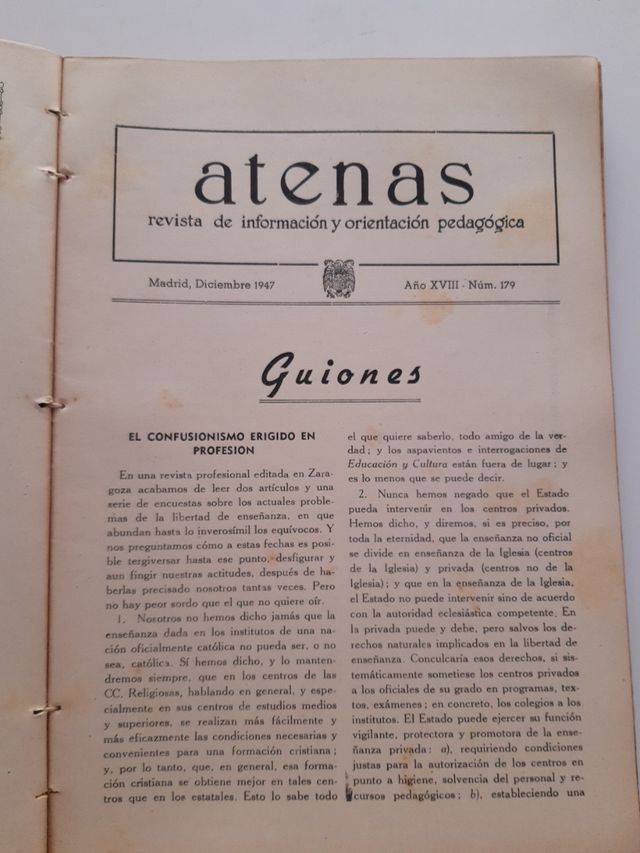 atenas
revista de información y orientación pedagógica
Madrid, Diciembre 1947
Año XVIII - Núm. 179
Guiones
EL CONFUSIONISMO ERIGIDO EN
PROFESION
En una revista profesional editada en Zara-
goza acabamos de leer dos artículos y una
serie de encuestas sobre los actuales proble-
mas de la libertad de enseñanza, en que
abundan hasta lo inverosímil los equívocos. Y
nos preguntamos cómo a estas fechas es posi-
ble tergiversar hasta ese punto, desfigurar y
aun fingir nuestras actitudes, después de ha-
berlas precisado nosotros tantas veces. Pero
no hay peor sordo que el que no quiere oír.
1. Nosotros no hemos dicho jamás que la
enseñanza dada en los institutos de una na-
ción oficialmente católica no pueda ser, o no
sea, católica. Sí hemos dicho, y lo manten-
dremos siempre, que en los centros de las
CC. Religiosas, hablando en general, y espe-
cialmente en sus centros de estudios medios
y superiores, se realizan más fácilmente y
más eficazmente las condiciones necesarias y
convenientes para una formación cristiana;
y, por lo tanto, que, en general, esa forma-
ción cristiana se obtiene mejor en tales cen-
tros que en los estatales. Esto lo sabe todo
el que quiere saberlo, todo amigo de la ver-
dad; y los aspavientos e interrogaciones de
Educación y Cultura están fuera de lugar; y
es lo menos que se puede decir.
2. Nunca hemos negado que el Estado
pueda intervenir en los centros privados.
Hemos dicho, y diremos, si es preciso, por
toda la eternidad, que la enseñanza no oficial
se divide en enseñanza de la Iglesia (centros
de la Iglesia) y privada (centros no de la
Iglesia); y que en la enseñanza de la Iglesia,
el Estado no puede intervenir sino de acuerdo
con la autoridad eclesiástica competente. En
la privada puede y debe, pero salvos los de-
rechos naturales implicados en la libertad de
enseñanza. Conculcaría esos derechos, si sis-
temáticamente sometiese los centros privados
a los oficiales de su grado en programas, tex-
tos, exámenes; en concreto, los colegios a los
institutos. El Estado puede ejercer su función
vigilante, protectora y promotora de la ense-
ñanza privada: a), requiriendo condiciones
justas para la autorización de los centros en
punto a higiene, solvencia del personal y re-
cursos pedagógicos; b), estableciendo una